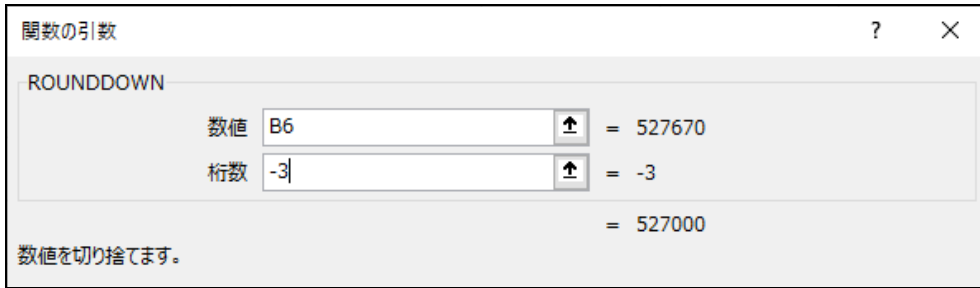 関数の引数 ? ×
ROUNDDOWN
数値 B6 = 527670
桁数 -3 = -3
= 527000
数値を切り捨てます。